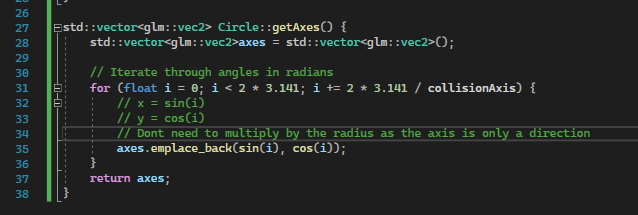 26
27 std::vector<glm::vec2> Circle::getAxes() {
28 std::vector<glm::vec2>axes = std::vector<glm::vec2>();
29
30 // Iterate through angles in radians
31 for (float i = 0; i < 2 * 3.141; i += 2 * 3.141 / collisionAxis) {
32 // x = sin(i)
33 // y = cos(i)
34 // Dont need to multiply by the radius as the axis is only a direction
35 axes.emplace_back(sin(i), cos(i));
36 }
37 return axes;
38 }